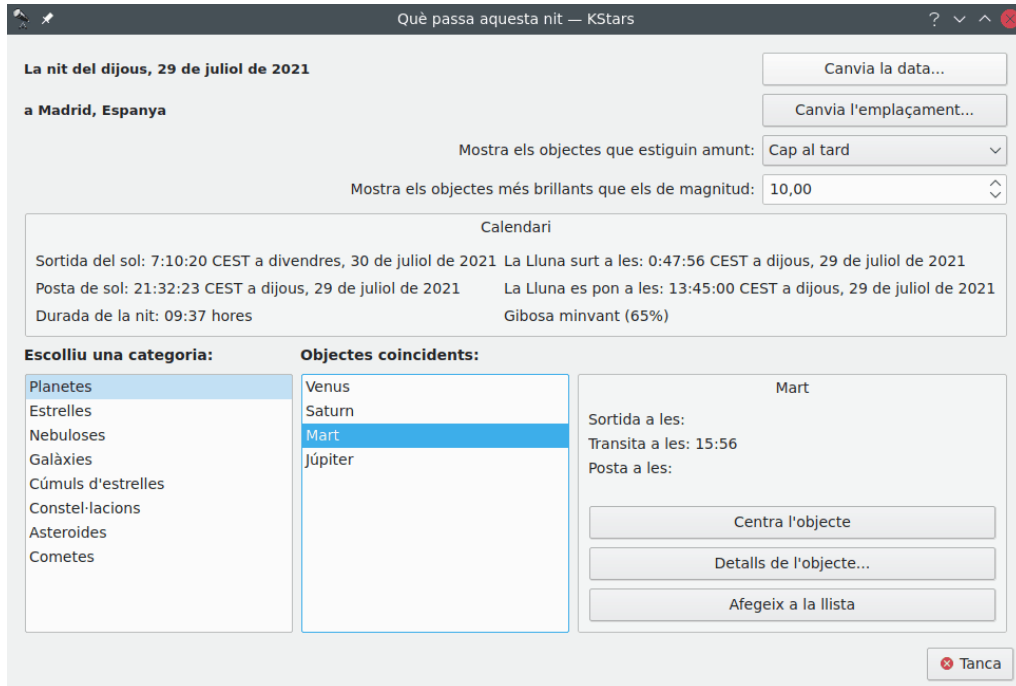 Què passa aquesta nit — KStars
La nit del dijous, 29 de juliol de 2021
Canvia la data...
a Madrid, Espanya
Canvia l'emplaçament...
Mostra els objectes que estiguin amunt: Cap al tard
Mostra els objectes més brillants que els de magnitud: 10,00
Calendari
Sortida del sol: 7:10:20 CEST a divendres, 30 de juliol de 2021
La Lluna surt a les: 0:47:56 CEST a dijous, 29 de juliol de 2021
Posta de sol: 21:32:23 CEST a dijous, 29 de juliol de 2021
La Lluna es pon a les: 13:45:00 CEST a dijous, 29 de juliol de 2021
Durada de la nit: 09:37 hores
Gibosa minvant (65%)
Escolliu una categoria:
Planetes
Estrelles
Nebuloses
Galàxies
Cúmuls d'estrelles
Constel·lacions
Asteroides
Cometes
Objectes coincidents:
Venus
Saturn
Mart
Júpiter
Mart
Sortida a les:
Transita a les: 15:56
Posta a les:
Centra l'objecte
Detalls de l'objecte...
Afegeix a la llista
Tanca